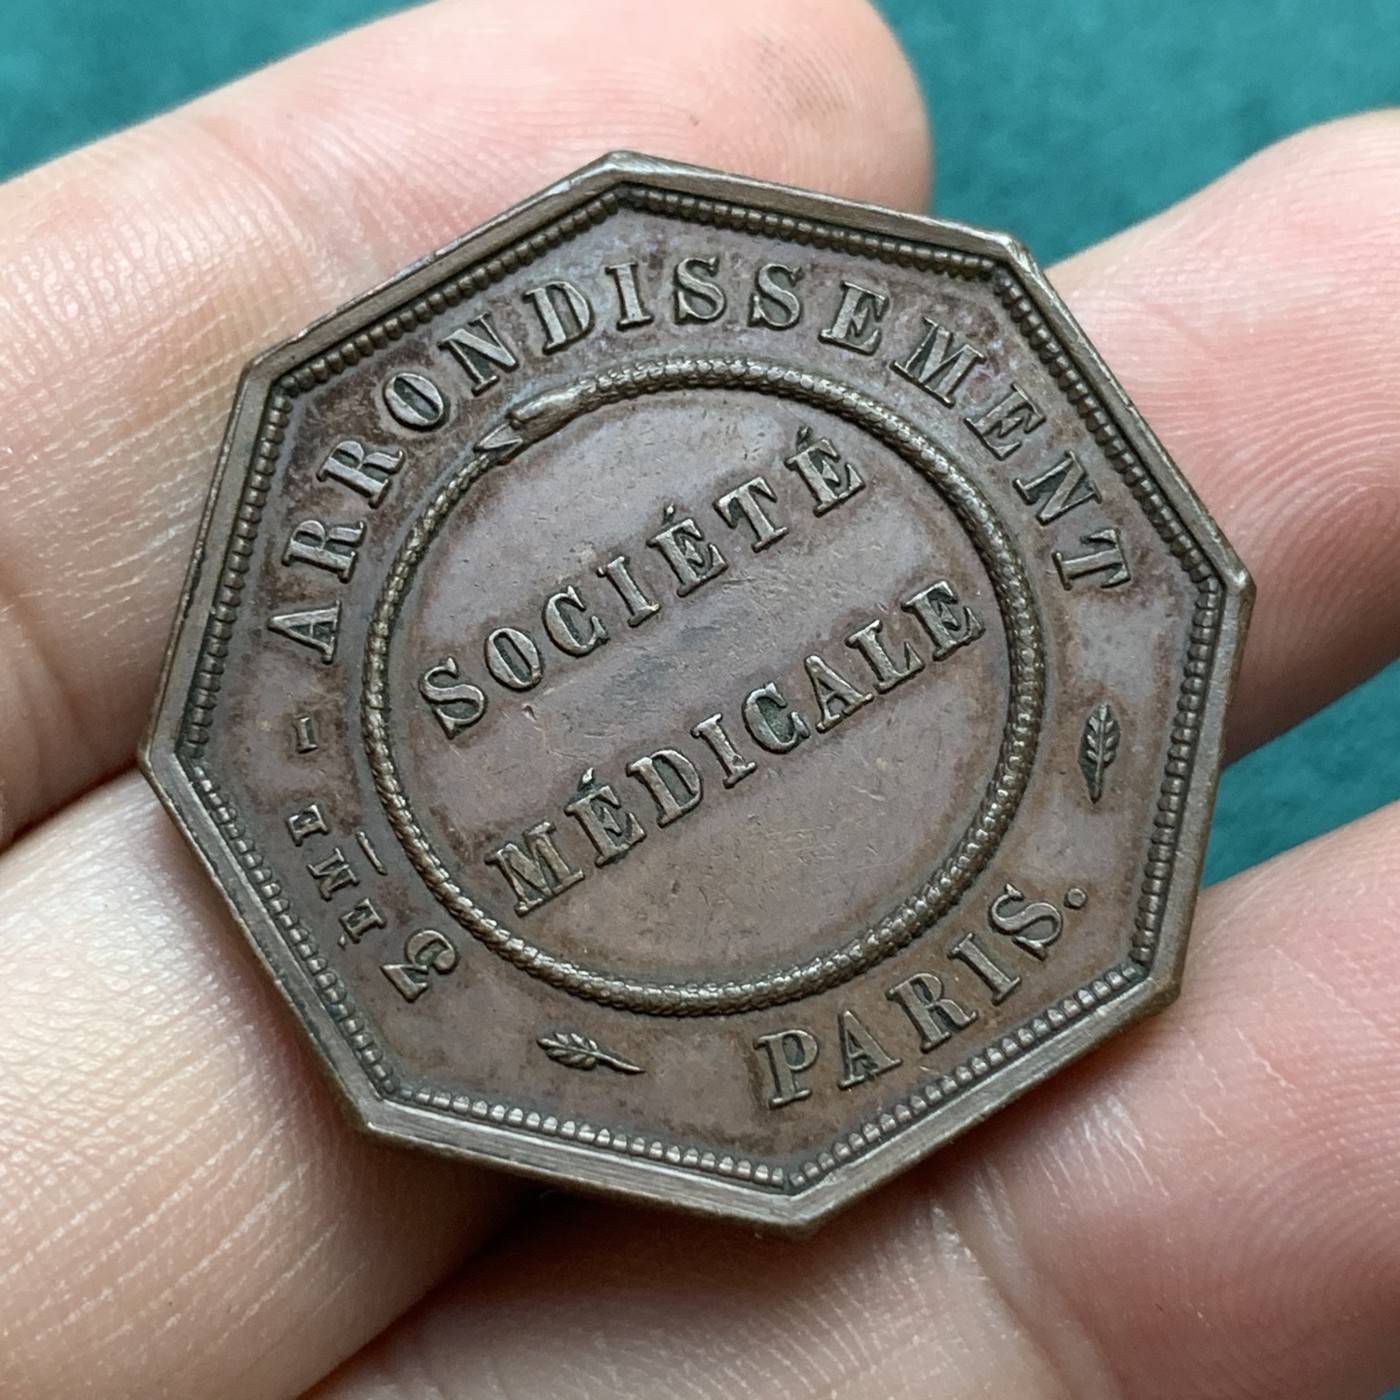 3ÈME - ARRONDISSEMENT
SOCIÉTÉ
MÉDICALE
PARIS.